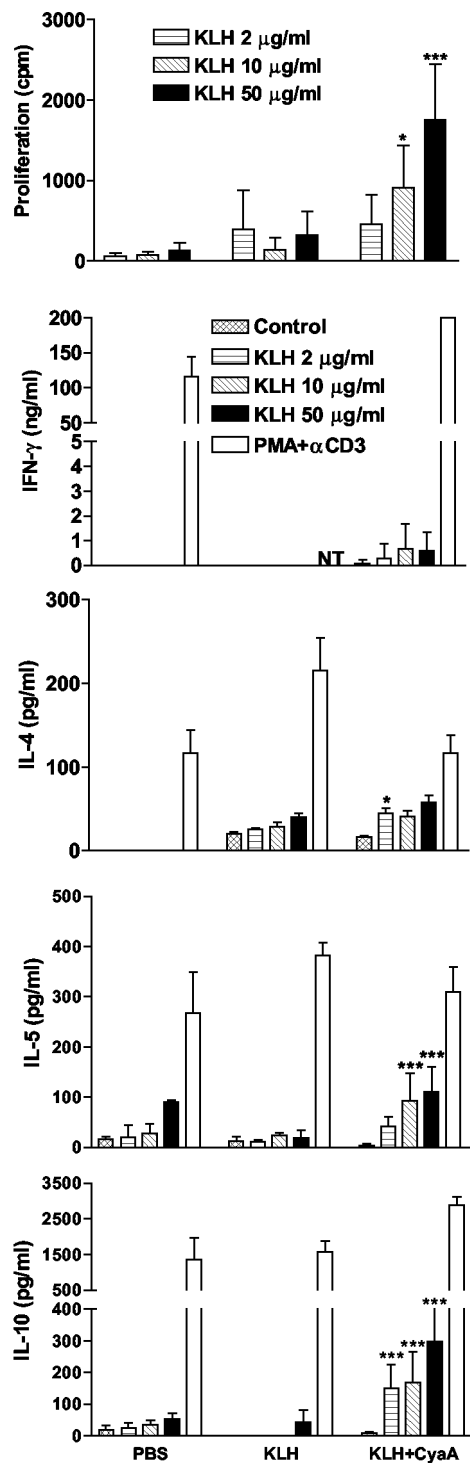 Proliferation (cpm)
3000
2000
1000
0
KLH 2 μg/ml
KLH 10 μg/ml
KLH 50 μg/ml
*
***
IFN-γ (ng/ml)
200
150
100
50
5
4
3
2
1
0
Control
KLH 2 μg/ml
KLH 10 μg/ml
KLH 50 μg/ml
PMA+αCD3
NT
IL-4 (pg/ml)
300
200
100
0
*
IL-5 (pg/ml)
500
400
300
200
100
0
***
***
IL-10 (pg/ml)
3500
2500
1500
500
400
300
200
100
0
***
***
***
PBS
KLH
KLH+CyaA